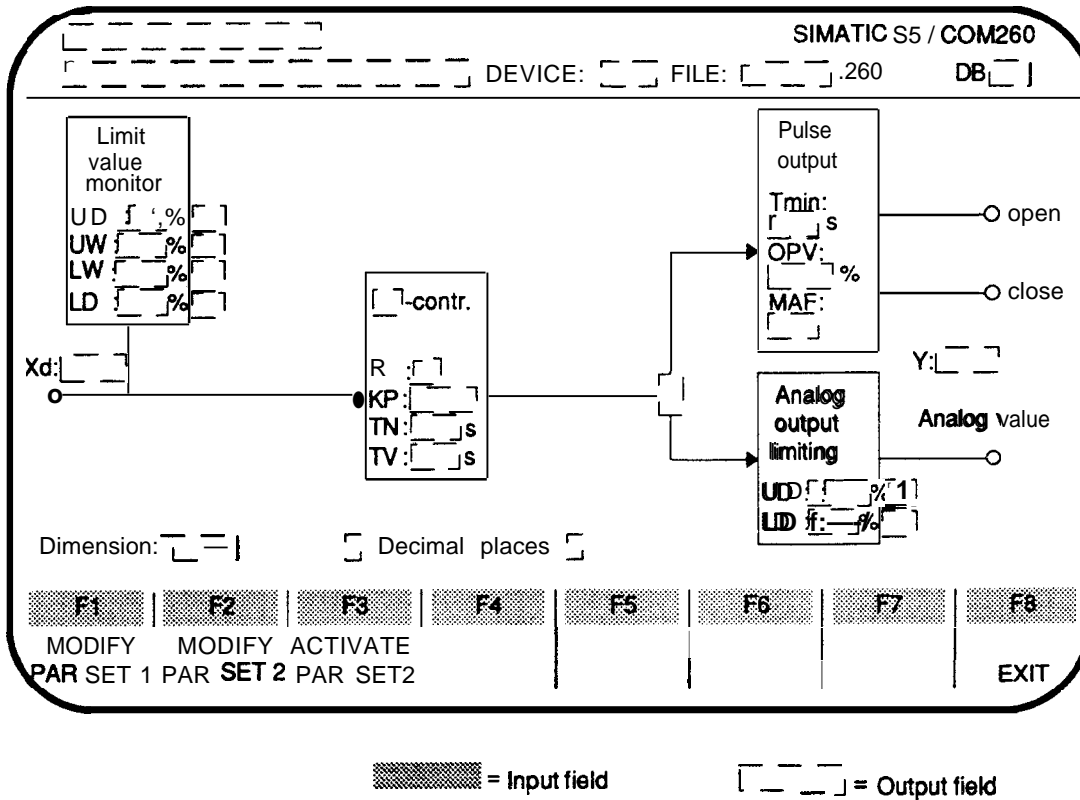 SIMATIC S5 / COM260
DEVICE: FILE: .260 DB
Limit
value
monitor
UD %
UW : %
LW : %
LD : %
Xd:
-contr.
R :
KP :
TN : s
TV : s
Pulse
output
Tmin:
s
OPV:
%
MAF:
open
close
Y:
Analog
output
limiting
UD : %
LD : %
Analog value
Dimension: Decimal places
F1 F2 F3 F4 F5 F6 F7 F8
MODIFY MODIFY ACTIVATE
PAR SET 1 PAR SET 2 PAR SET2 EXIT
= Input field = Output field